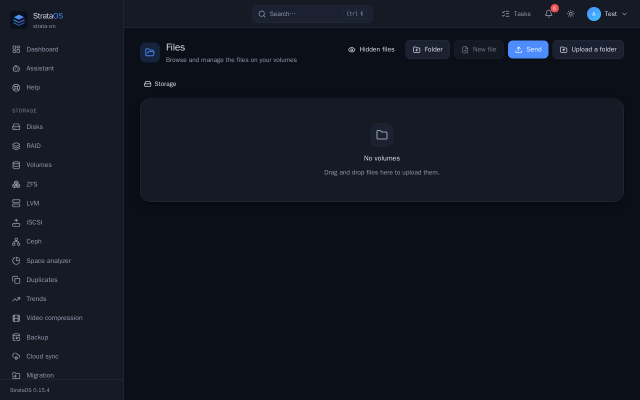 StrataOS
strata-srv
Search...
Ctrl K
Tasks
6
A
Test
Dashboard
Assistant
Help
STORAGE
Disks
RAID
Volumes
ZFS
LVM
iSCSI
Ceph
Space analyzer
Duplicates
Trends
Video compression
Backup
Cloud sync
Migration
StrataOS 0.15.4
Files
Browse and manage the files on your volumes
Hidden files
Folder
New file
Send
Upload a folder
Storage
No volumes
Drag and drop files here to upload them.